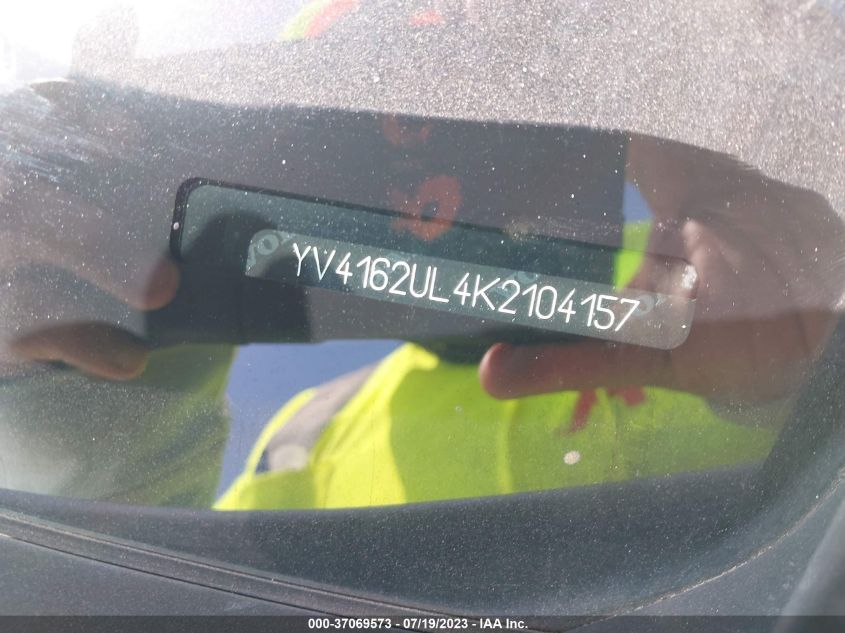 YV4162UL4K2104157
000-37069573 - 07/19/2023 - IAA Inc.